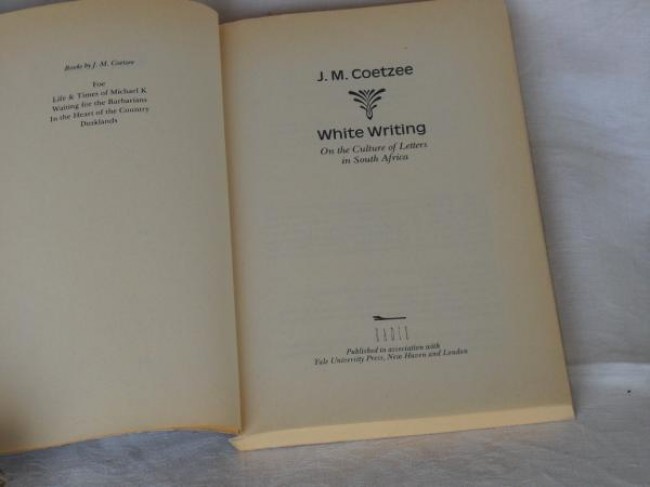 Books by J. M. Coetzee
Foe
Life & Times of Michael K
Waiting for the Barbarians
In the Heart of the Country
Dusklands
J. M. Coetzee
White Writing
On the Culture of Letters
in South Africa
RADIX
Published in association with
Yale University Press, New Haven and London